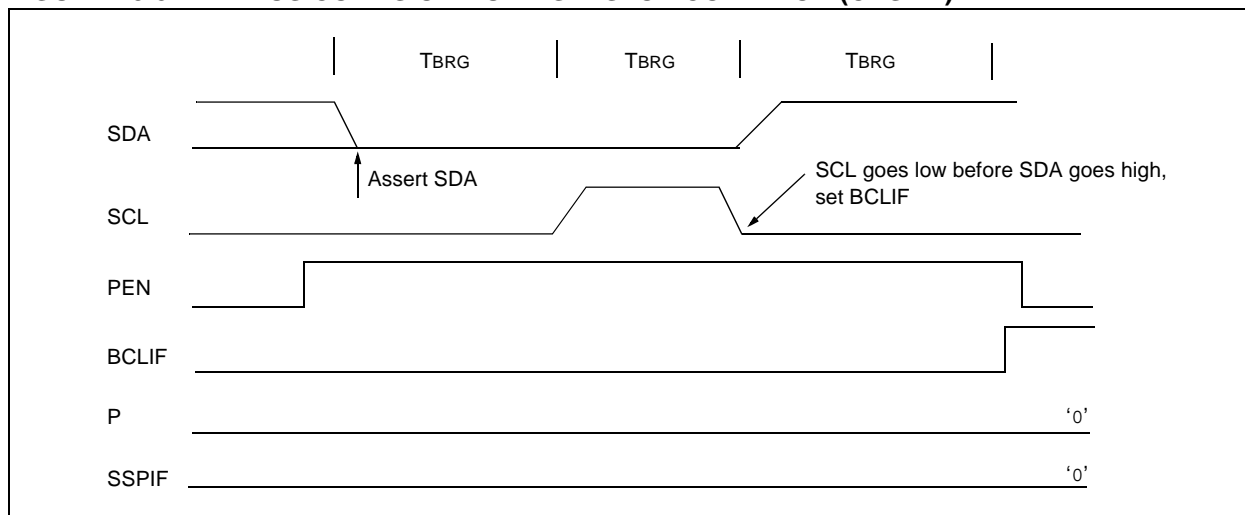 TBRG TBRG TBRG
SDA
Assert SDA
SCL goes low before SDA goes high,
set BCLIF
SCL
PEN
BCLIF
P
'0'
SSPIF
'0'